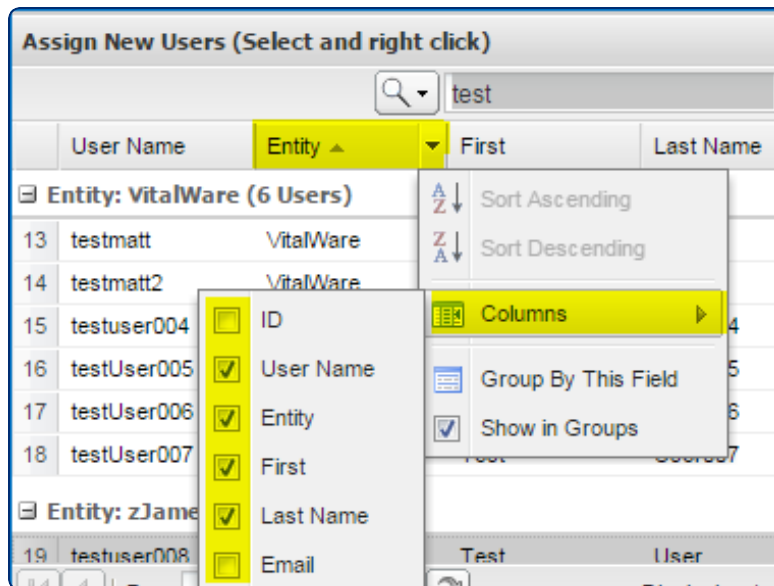 Assign New Users (Select and right click)
test
User Name Entity First Last Name
Entity: VitalWare (6 Users)
13 testmatt VitalWare
14 testmatt2 VitalWare
15 testuser004
16 testUser005
17 testUser006
18 testUser007
Entity: zJame
19 testuser008 Test User
Sort Ascending
Sort Descending
Columns
Group By This Field
Show in Groups
ID
User Name
Entity
First
Last Name
Email